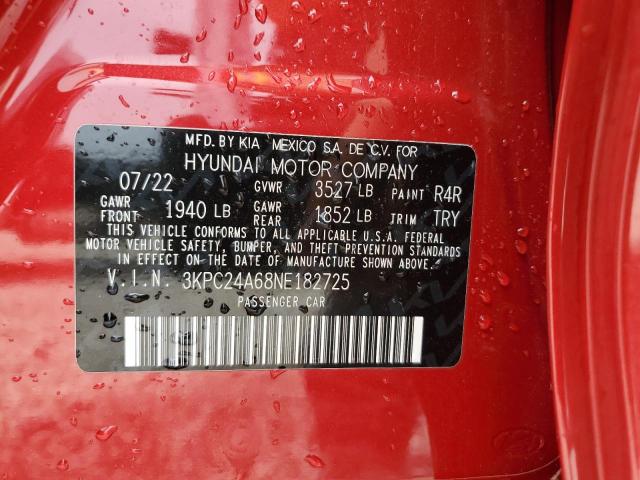 MFD. BY KIA MEXICO S.A. DE C.V. FOR
HYUNDAI MOTOR COMPANY
07/22 GVWR 3527 LB PAINT R4R
GAWR FRONT 1940 LB GAWR REAR 1852 LB TRIM TRY
THIS VEHICLE CONFORMS TO ALL APPLICABLE U.S.A. FEDERAL
MOTOR VEHICLE SAFETY, BUMPER, AND THEFT PREVENTION STANDARDS
IN EFFECT ON THE DATE OF MANUFACTURE SHOWN ABOVE.
V.I.N. 3KPC24A68NE182725
PASSENGER CAR